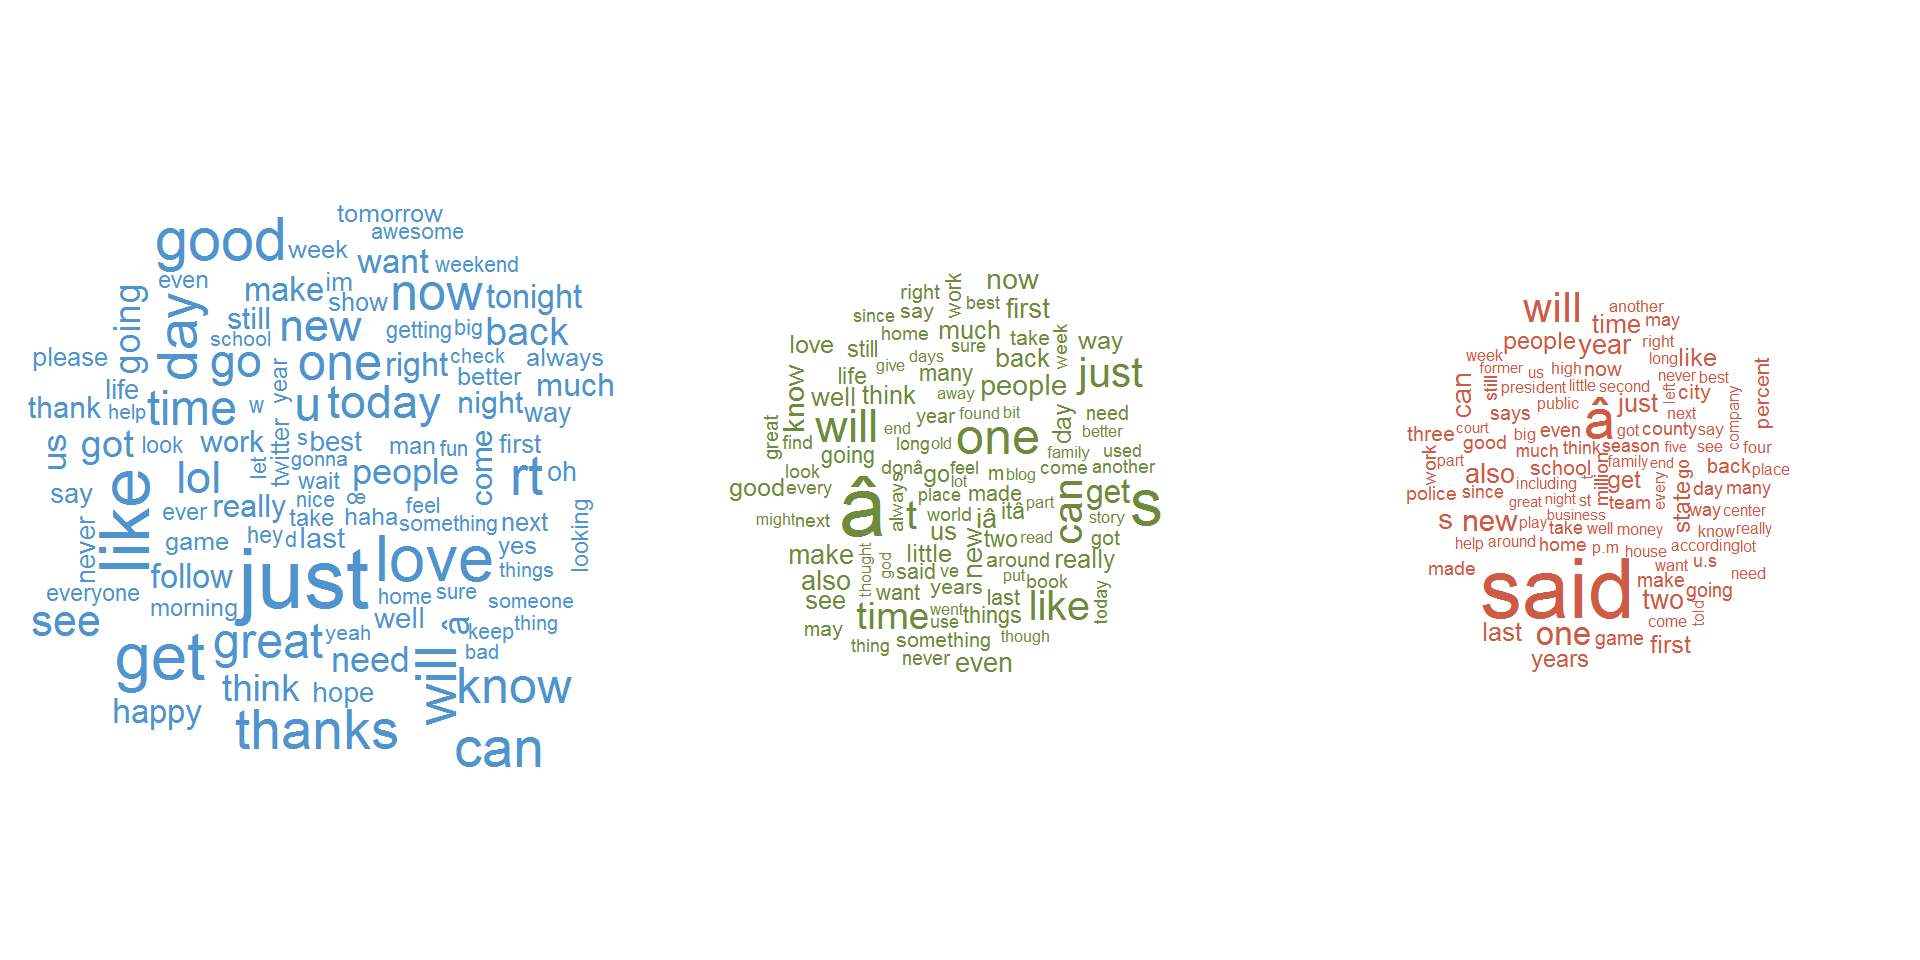 tomorrow
awesome
good week
want weekend
even
make im
going
show now tonight
day
still new getting big back
school
please go one right check always
year
better much
life
thank help time w u today night way
us got look work s best man fun first
twitter
let
gonna
lol wait people come rt oh
say like nice œ feel
ever really take haha something next
never game hey d last looking
yes
love things
follow just
everyone morning home sure someone
see great yeah well â keep thing
get need bad
think hope will know
happy thanks
can
now
right work best first
since say
home much take week way
love still days sure back
life give many people just
know well think away
year found bit day need
great will end one better
find long old family used
going
look donâ go feel m blog come another
lot
good every â always place made part can get s
might next t world iâ itâ story
us new two read got
make little around really
thought god said ve
also want years put book today
see last
time went use things like
may
something though
thing never even
will another
time may
people year right
week long like
former us high now never best percent
can still president little second left city
says public â just next company
three court big even got county say
good much think season five see four
work part school family end
also including t million get state go back place
police since great night st team every day many
business way center
s new play take well money know really
help around home p.m house according lot
want u.s
made said make need
going
two
come told
last one game first
years